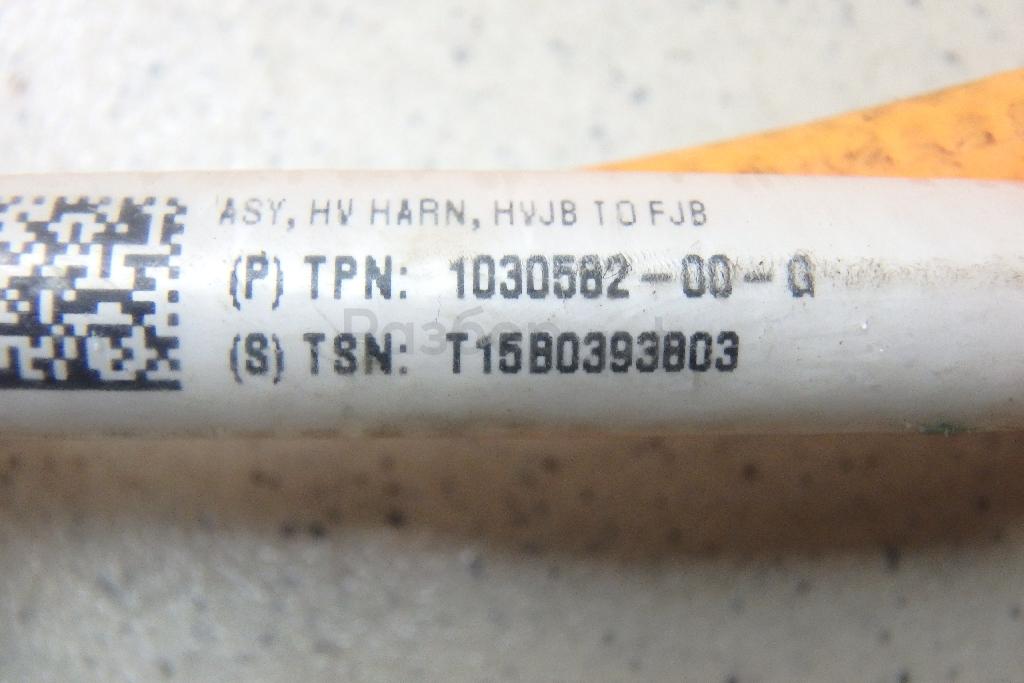 ASY, HV HARN, HVJB TO FJB
(P) TPN: 1030582-00-G
(S) TSN: T15B0393803